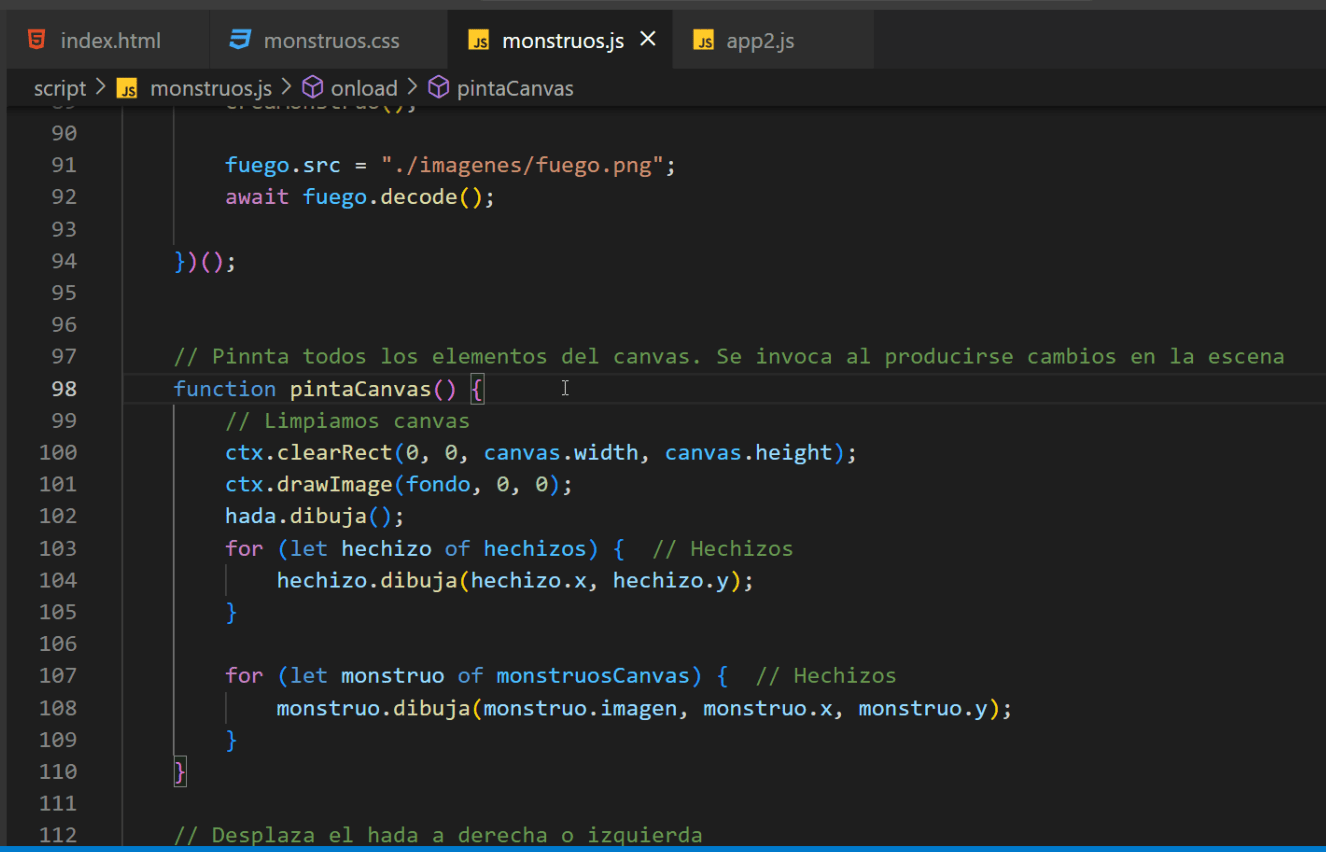 index.html monstruos.css JS monstruos.js × JS app2.js
script > JS monstruos.js > onload > pintaCanvas
89 creaMonstruo();
90
91 fuego.src = "./imagenes/fuego.png";
92 await fuego.decode();
93
94 })();
95
96
97 // Pinnta todos los elementos del canvas. Se invoca al producirse cambios en la escena
98 function pintaCanvas() {
99 // Limpiamos canvas
100 ctx.clearRect(0, 0, canvas.width, canvas.height);
101 ctx.drawImage(fondo, 0, 0);
102 hada.dibuja();
103 for (let hechizo of hechizos) { // Hechizos
104 hechizo.dibuja(hechizo.x, hechizo.y);
105 }
106
107 for (let monstruo of monstruosCanvas) { // Hechizos
108 monstruo.dibuja(monstruo.imagen, monstruo.x, monstruo.y);
109 }
110 }
111
112 // Desplaza el hada a derecha o izquierda